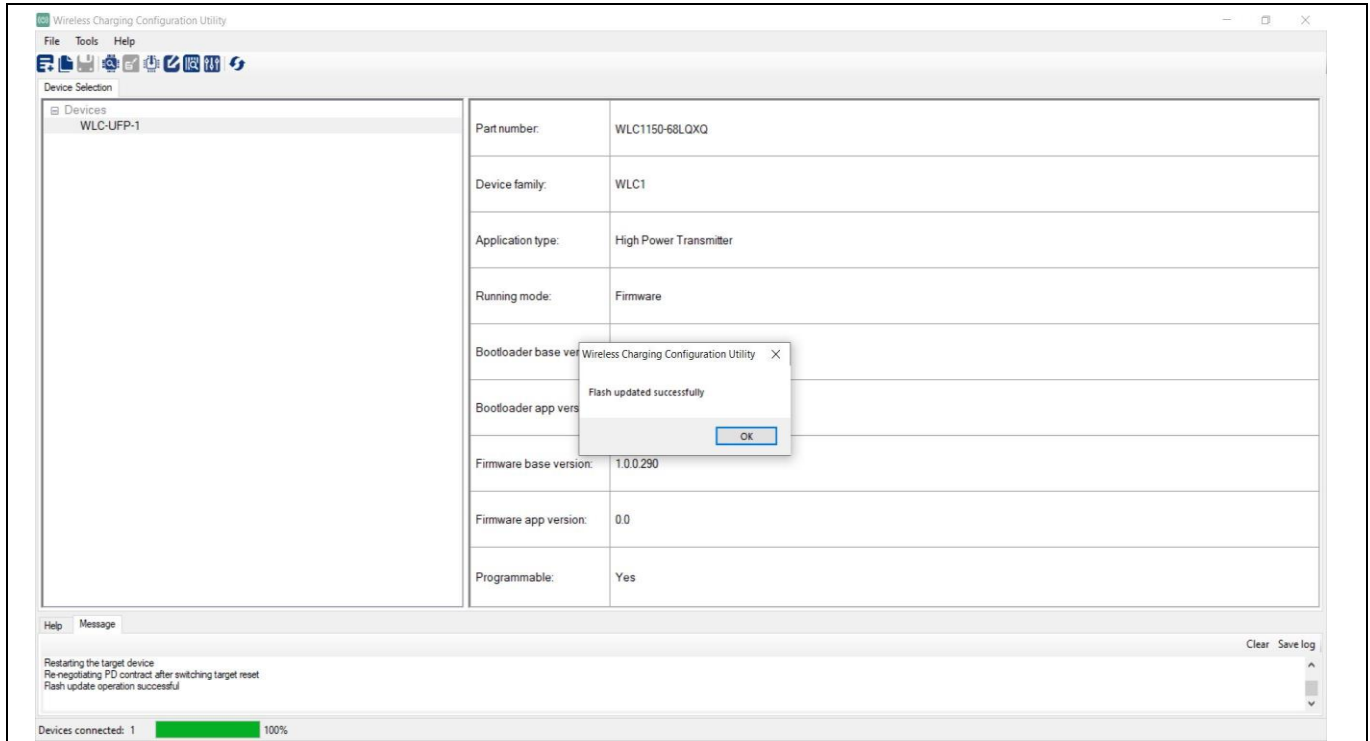 Wireless Charging Configuration Utility
File Tools Help
Device Selection
Devices
WLC-UFP-1
Part number: WLC1150-68LQXQ
Device family: WLC1
Application type: High Power Transmitter
Running mode: Firmware
Bootloader base ver
Wireless Charging Configuration Utility
Flash updated successfully
Bootloader app vers
OK
Firmware base version: 1.0.0.290
Firmware app version: 0.0
Programmable: Yes
Help Message
Clear Save log
Restarting the target device
Re-negotiating PD contract after switching target reset
Flash update operation successful
Devices connected: 1 100%